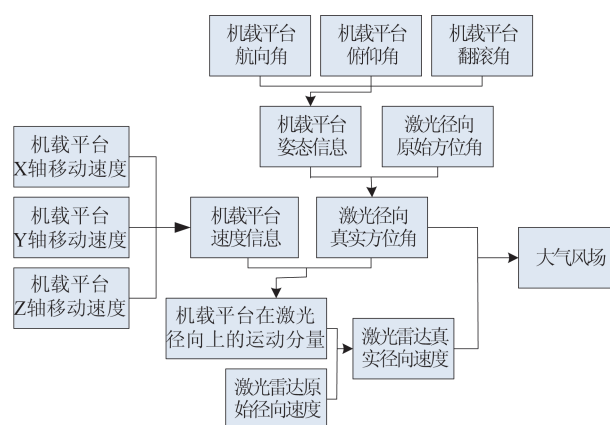 机载平台
航向角
机载平台
俯仰角
机载平台
翻滚角
机载平台
姿态信息
激光径向
原始方位角
机载平台
X轴移动速度
机载平台
Y轴移动速度
机载平台
Z轴移动速度
机载平台
速度信息
激光径向
真实方位角
大气风场
机载平台在激光
径向上的运动分量
激光雷达真
实径向速度
激光雷达原
始径向速度